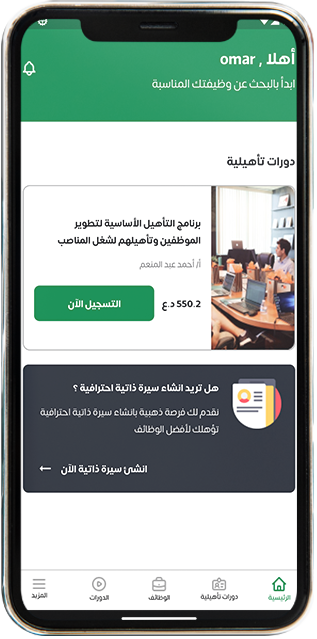 أهلا , omar
ابدأ بالبحث عن وظيفتك المناسبة
دورات تأهيلية
برنامج التأهيل الأساسية لتطوير
الموظفين وتأهيلهم لشغل المناصب
أ/ أحمد عبد المنعم
550.2 د.ع
التسجيل الآن
هل تريد انشاء سيرة ذاتية احترافية ؟
نقدم لك فرصة ذهبية بانشاء سيرة ذاتية احترافية
تؤهلك لأفضل الوظائف
انشئ سيرة ذاتية الآن
الرئيسية
دورات تأهيلية
الوظائف
الدورات
المزيد